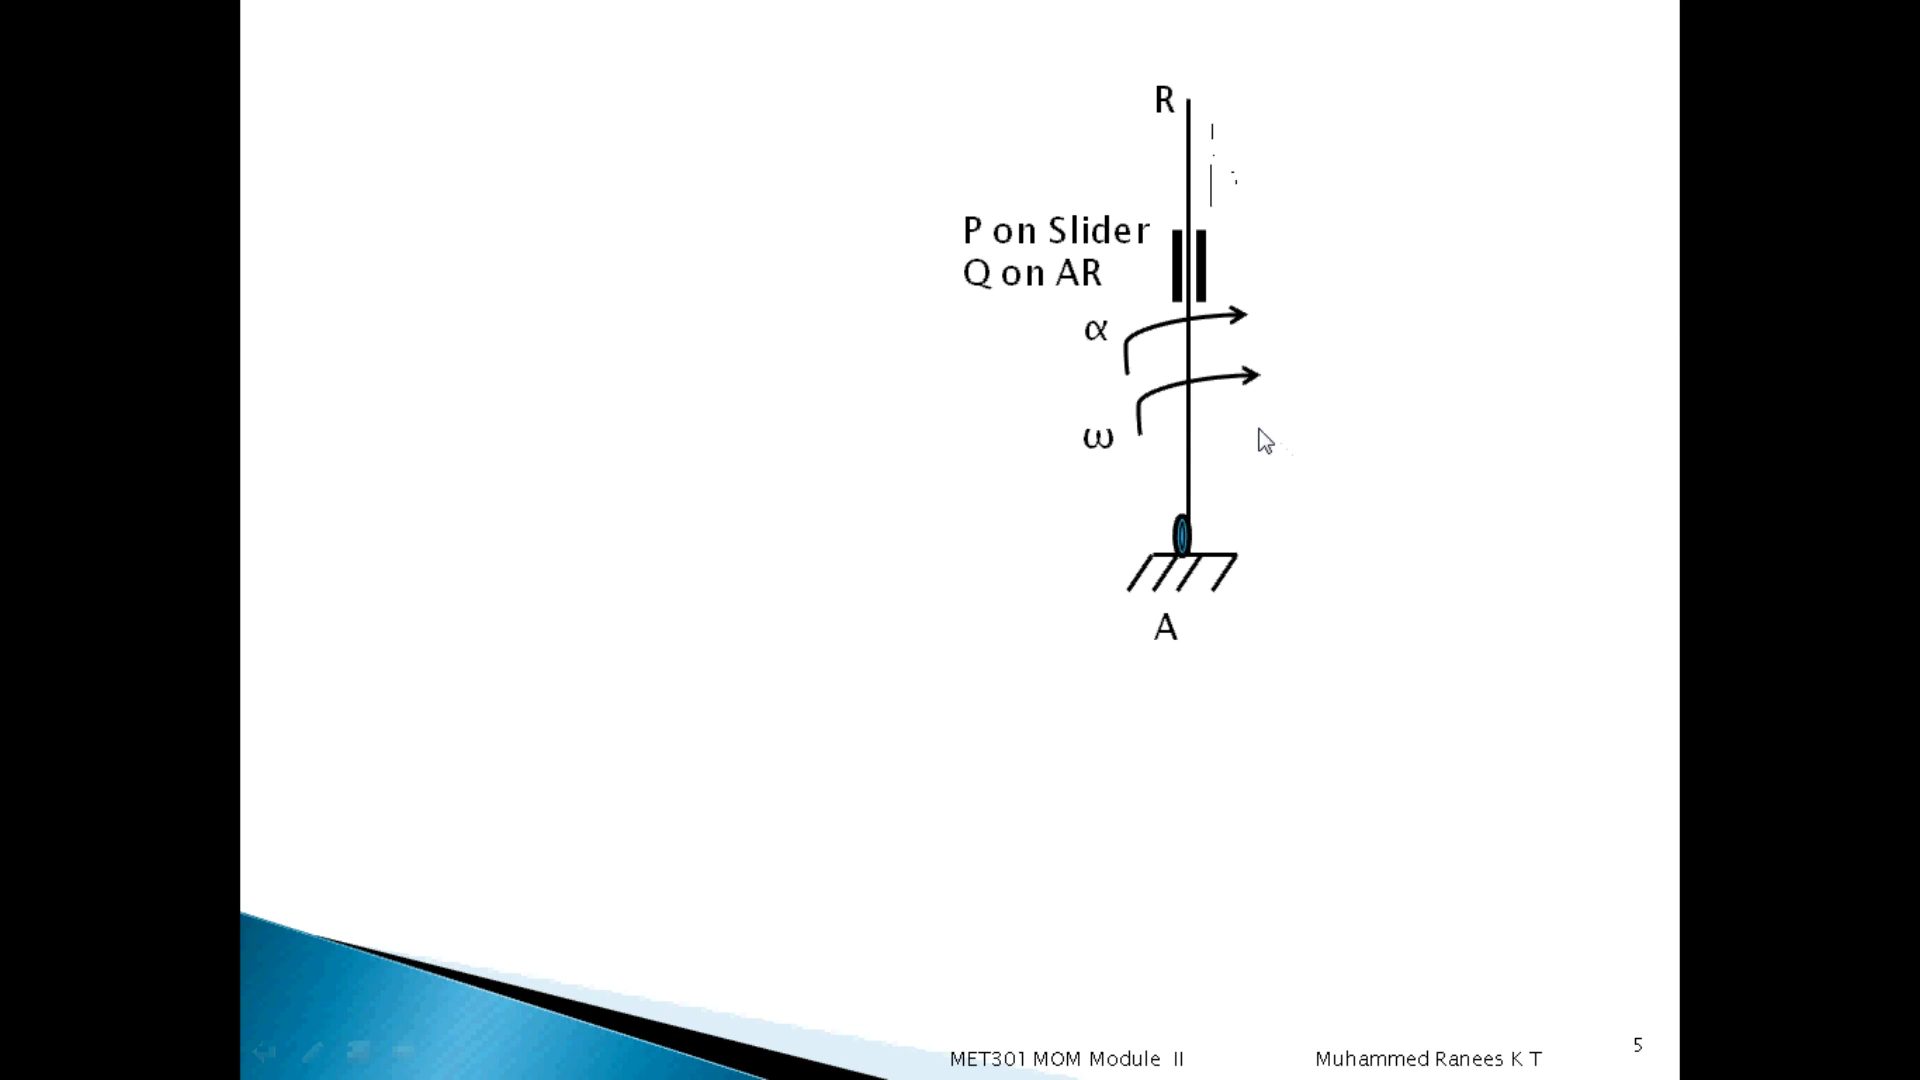 R
P on Slider
Q on AR
α
ω
A
MET301 MOM Module II
Muhammed Ranees K T
5